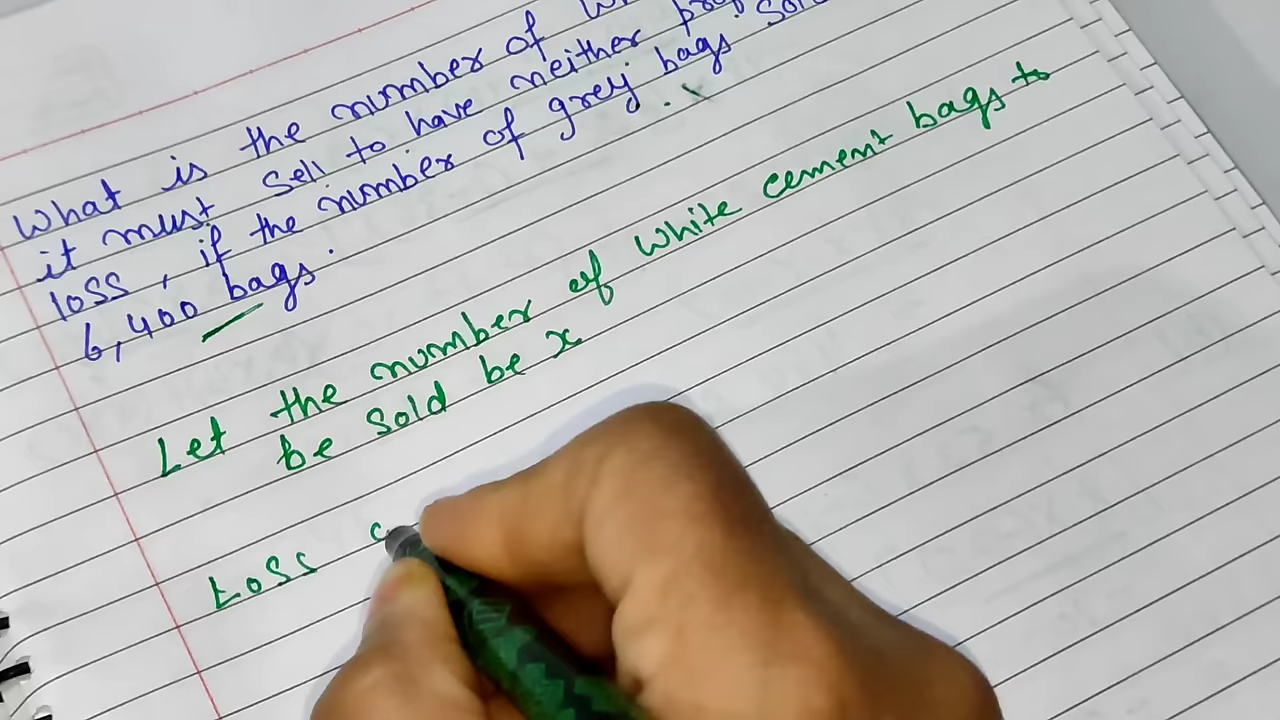 What is the number of
it must sell to have neither
loss, if the number of grey bags
6,400 bags.
Let the number of white cement bags to
be sold be x
Loss